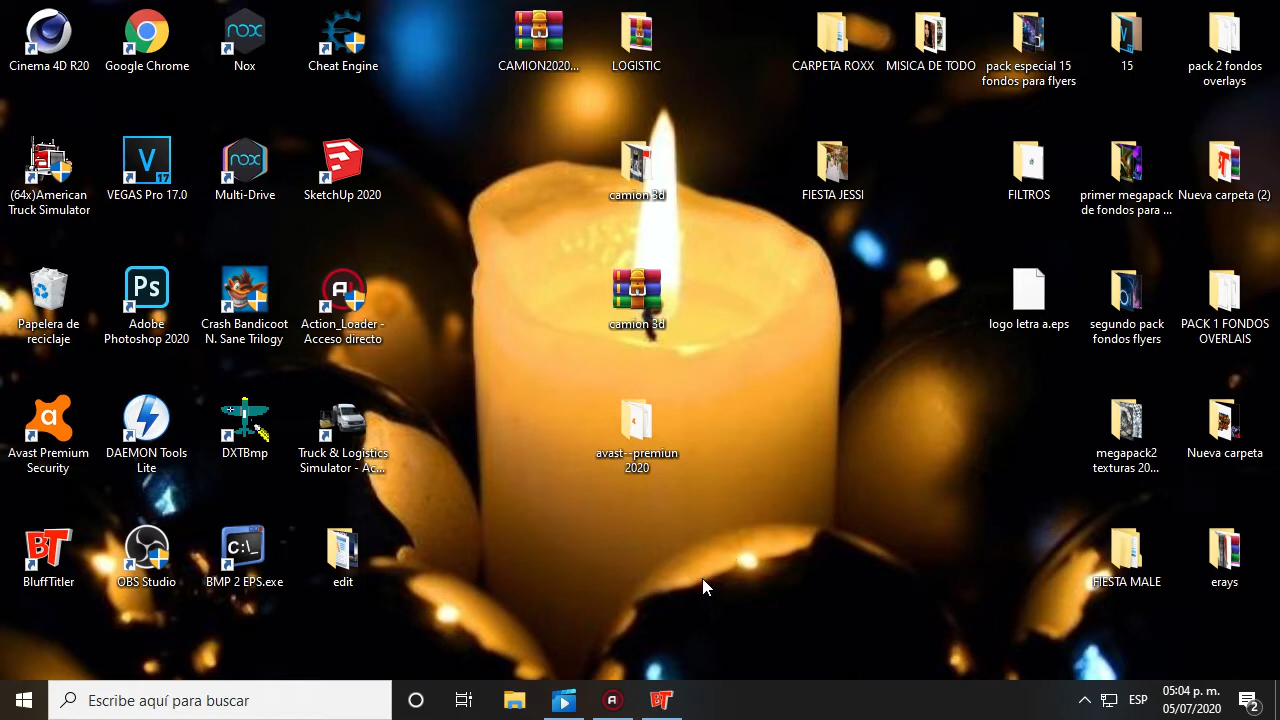 Cinema 4D R20
Google Chrome
Nox
Cheat Engine
CAMION2020...
LOGISTIC
CARPETA ROXX
MISICA DE TODO
pack especial 15
fondos para flyers
15
pack 2 fondos
overlays
(64x)American
Truck Simulator
VEGAS Pro 17.0
Multi-Drive
SketchUp 2020
camion 3d
FIESTA JESSI
FILTROS
primer megapack
de fondos para ...
Nueva carpeta (2)
Papelera de
reciclaje
Adobe
Photoshop 2020
Crash Bandicoot
N. Sane Trilogy
Action_Loader -
Acceso directo
camion 3d
logo letra a.eps
segundo pack
fondos flyers
PACK 1 FONDOS
OVERLAIS
Avast Premium
Security
DAEMON Tools
Lite
DXTBmp
Truck & Logistics
Simulator - Ac...
avast--premiun
2020
megapack2
texturas 20...
Nueva carpeta
BluffTitler
OBS Studio
BMP 2 EPS.exe
edit
FIESTA MALE
erays
Escribe aquí para buscar
ESP
05:04 p. m.
05/07/2020
2